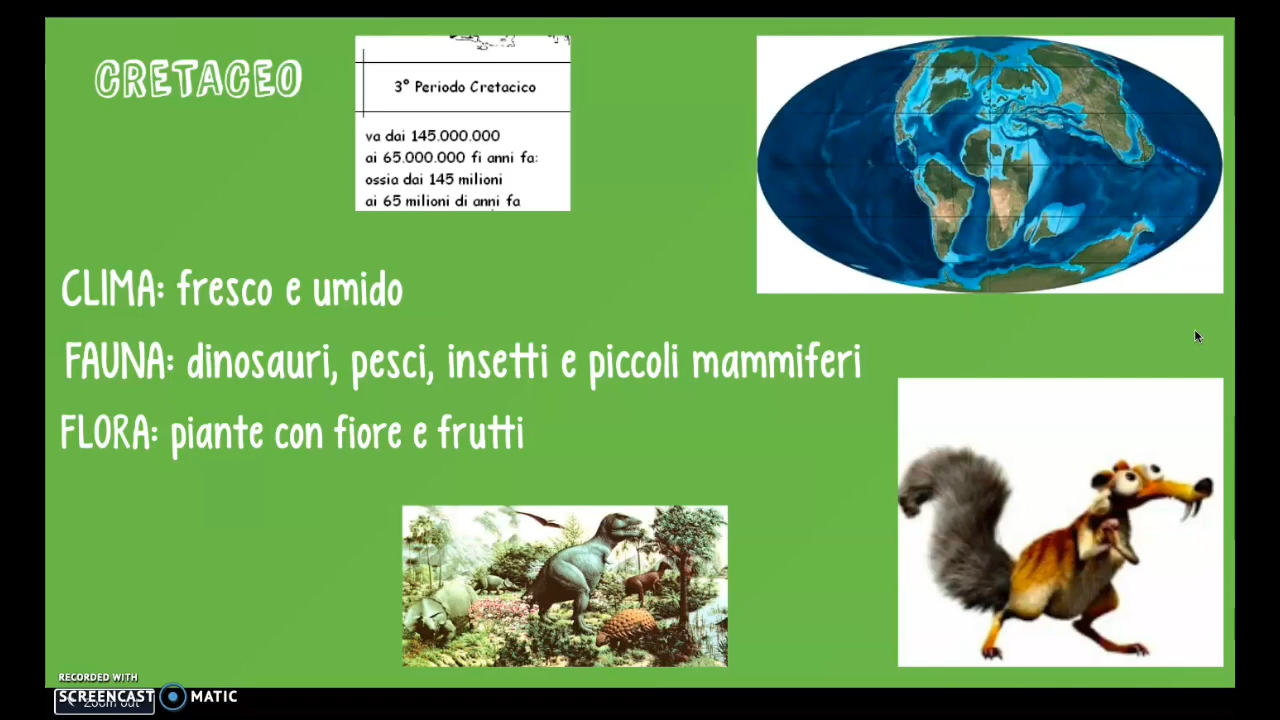 CRETACEO
3° Periodo Cretacico
va dai 145.000.000
ai 65.000.000 fi anni fa:
ossia dai 145 milioni
ai 65 milioni di anni fa
CLIMA: fresco e umido
FAUNA: dinosauri, pesci, insetti e piccoli mammiferi
FLORA: piante con fiore e frutti
RECORDED WITH
SCREENCAST MATIC
Zoom out